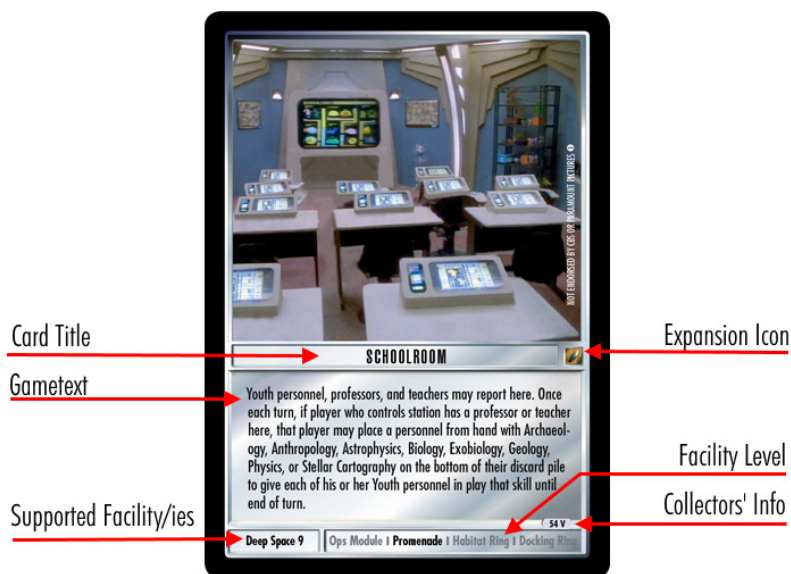 NOT ENDORSED BY CBS OR PARAMOUNT PICTURES
Card Title
Expansion Icon
SCHOOLROOM
Gametext
Youth personnel, professors, and teachers may report here. Once
each turn, if player who controls station has a professor or teacher
here, that player may place a personnel from hand with Archaeol-
ogy, Anthropology, Astrophysics, Biology, Exobiology, Geology,
Physics, or Stellar Cartography on the bottom of their discard pile
to give each of his or her Youth personnel in play that skill until
end of turn.
Facility Level
Collectors' Info
Supported Facility/ies
54 V
Deep Space 9
Ops Module I Promenade I Habitat Ring I Docking Ring